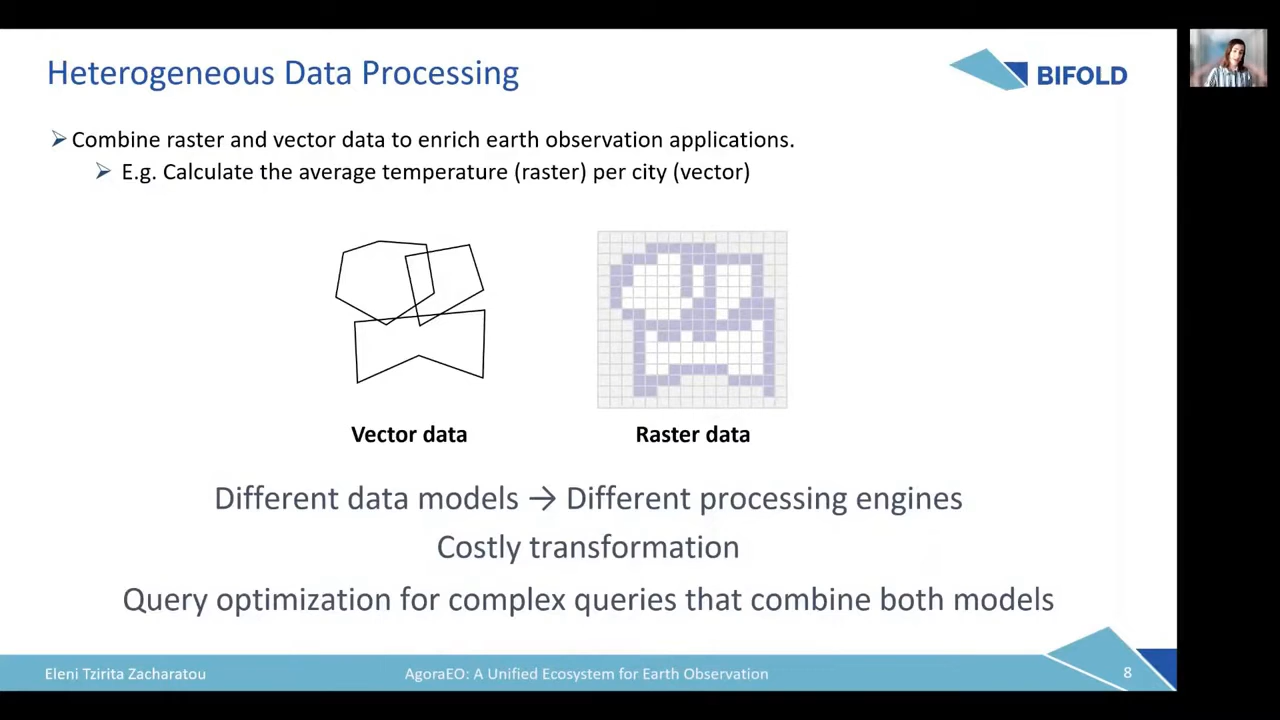 Heterogeneous Data Processing
BIFOLD
Combine raster and vector data to enrich earth observation applications.
E.g. Calculate the average temperature (raster) per city (vector)
Vector data
Raster data
Different data models → Different processing engines
Costly transformation
Query optimization for complex queries that combine both models
Eleni Tzirita Zacharatou
AgoraEO: A Unified Ecosystem for Earth Observation
8